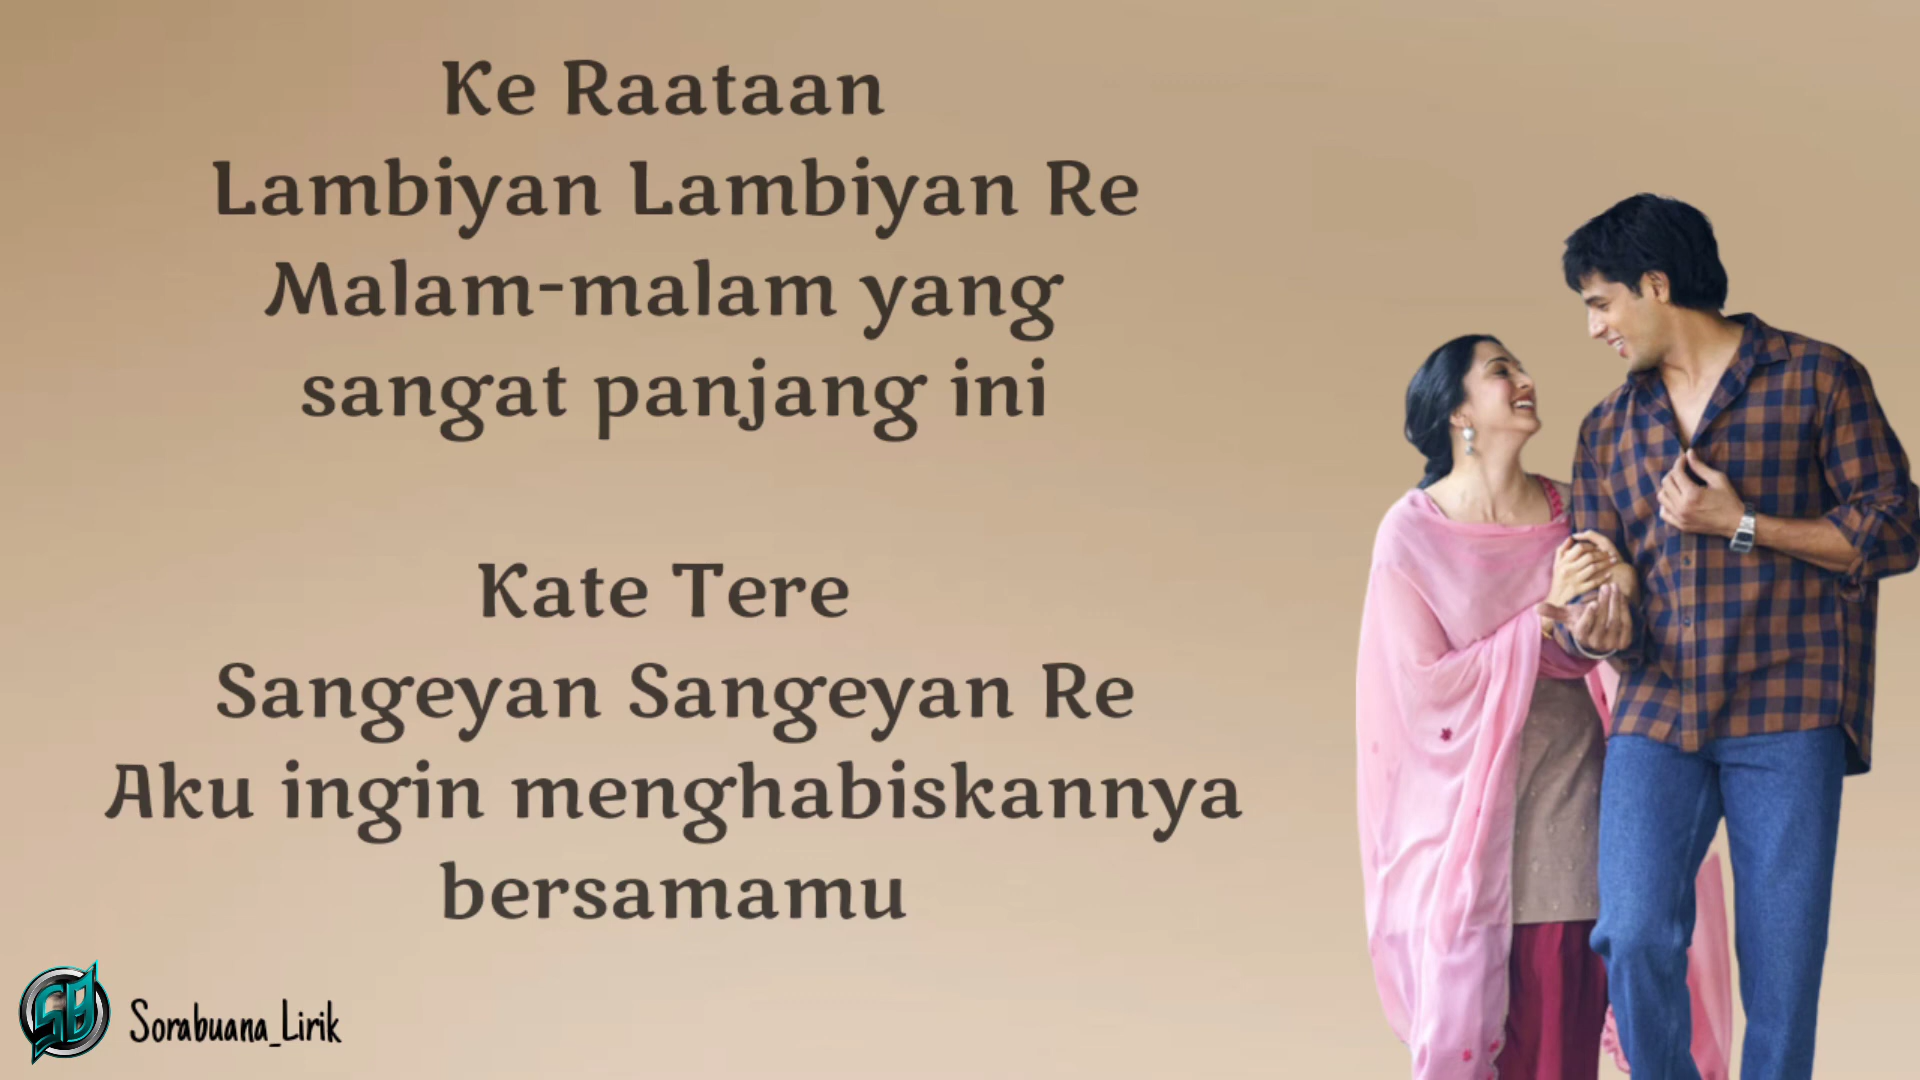 Ke Raataan
Lambiyan Lambiyan Re
Malam-malam yang
sangat panjang ini
Kate Tere
Sangeyan Sangeyan Re
Aku ingin menghabiskannya
bersamamu
Sorabuana_Lirik